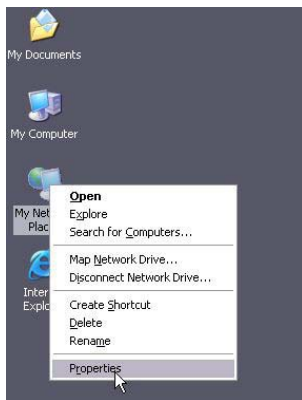 My Documents
My Computer
My Net
Plac
Inter
Explo
Open
Explore
Search for Computers...
Map Network Drive...
Disconnect Network Drive...
Create Shortcut
Delete
Rename
Properties